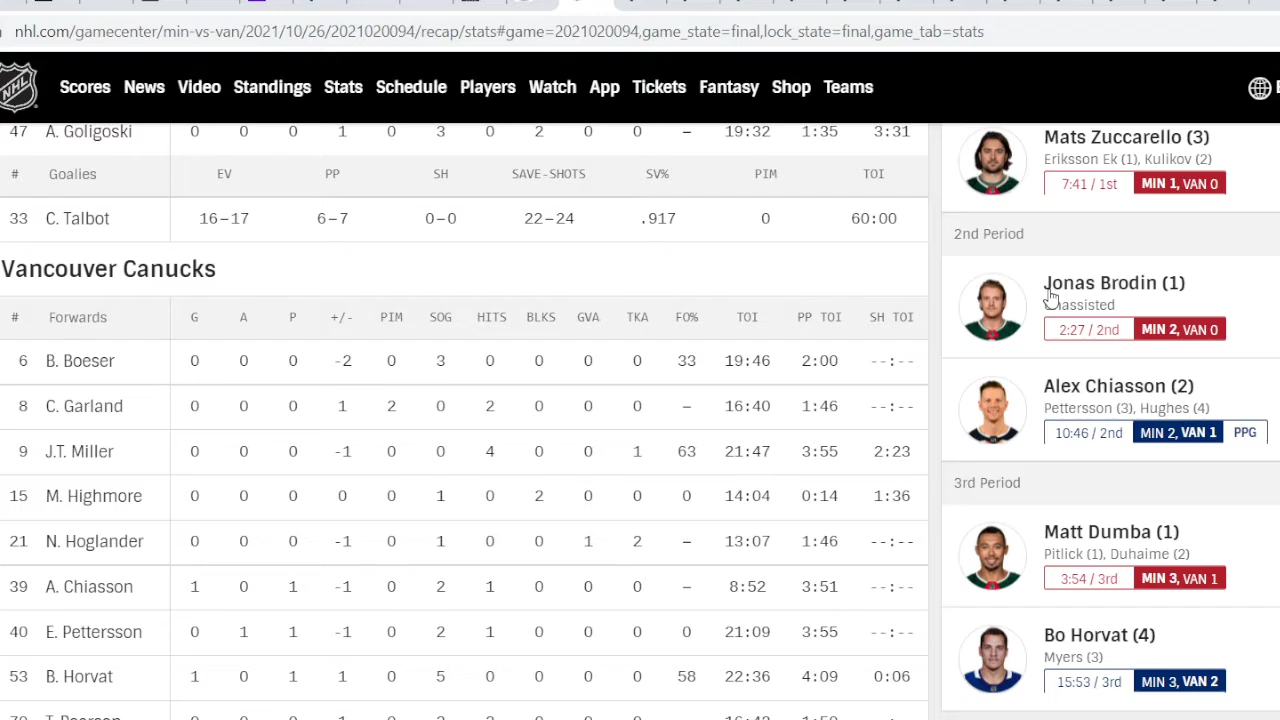 nhl.com/gamecenter/min-vs-van/2021/10/26/2021020094/recap/stats#game=2021020094,game_state=final,lock_state=final,game_tab=stats
NHL Scores News Video Standings Stats Schedule Players Watch App Tickets Fantasy Shop Teams
47 A. Goligoski 0 0 0 1 0 3 0 2 0 0 – 19:32 1:35 3:31
# Goalies EV PP SH SAVE-SHOTS SV% PIM TOI
33 C. Talbot 16–17 6–7 0–0 22–24 .917 0 60:00
Vancouver Canucks
# Forwards G A P +/- PIM SOG HITS BLKS GVA TKA FO% TOI PP TOI SH TOI
6 B. Boeser 0 0 0 -2 0 3 0 0 0 0 33 19:46 2:00 --:--
8 C. Garland 0 0 0 1 2 0 2 0 0 0 – 16:40 1:46 --:--
9 J.T. Miller 0 0 0 -1 0 0 4 0 0 1 63 21:47 3:55 2:23
15 M. Highmore 0 0 0 0 0 1 0 2 0 0 0 14:04 0:14 1:36
21 N. Hoglander 0 0 0 -1 0 1 0 0 1 2 – 13:07 1:46 --:--
39 A. Chiasson 1 0 1 -1 0 2 1 0 0 0 – 8:52 3:51 --:--
40 E. Pettersson 0 1 1 -1 0 2 1 0 0 0 0 21:09 3:55 --:--
53 B. Horvat 1 0 1 1 0 5 0 0 0 0 58 22:36 4:09 0:06
Mats Zuccarello (3)
Eriksson Ek (1), Kulikov (2)
7:41 / 1st MIN 1, VAN 0
2nd Period
Jonas Brodin (1)
Unassisted
2:27 / 2nd MIN 2, VAN 0
Alex Chiasson (2)
Pettersson (3), Hughes (4)
10:46 / 2nd MIN 2, VAN 1 PPG
3rd Period
Matt Dumba (1)
Pitlick (1), Duhaime (2)
3:54 / 3rd MIN 3, VAN 1
Bo Horvat (4)
Myers (3)
15:53 / 3rd MIN 3, VAN 2